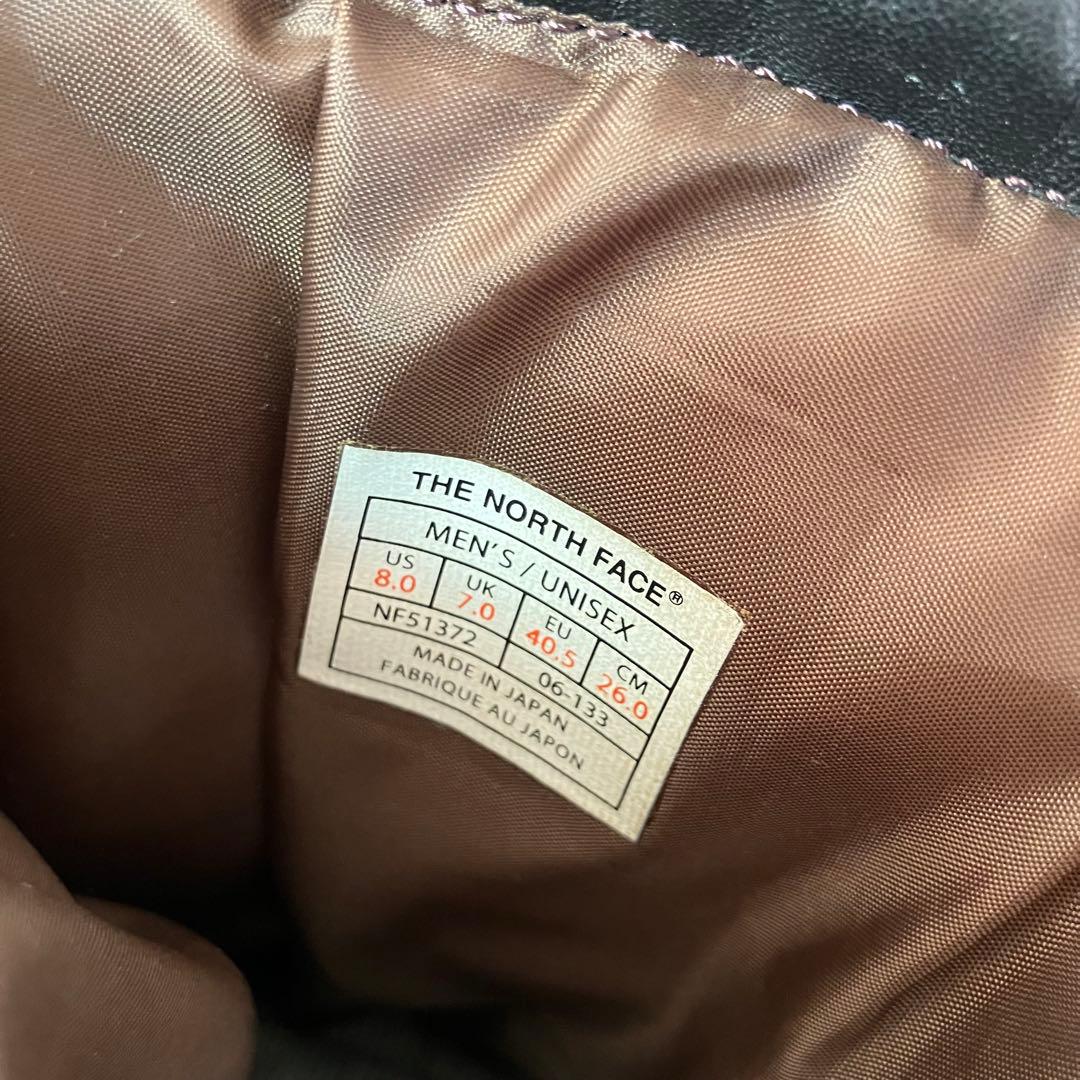 THE NORTH FACE®
MEN'S / UNISEX
US UK EU CM
8.0 7.0 40.5 26.0
NF51372 06-133
MADE IN JAPAN
FABRIQUE AU JAPON